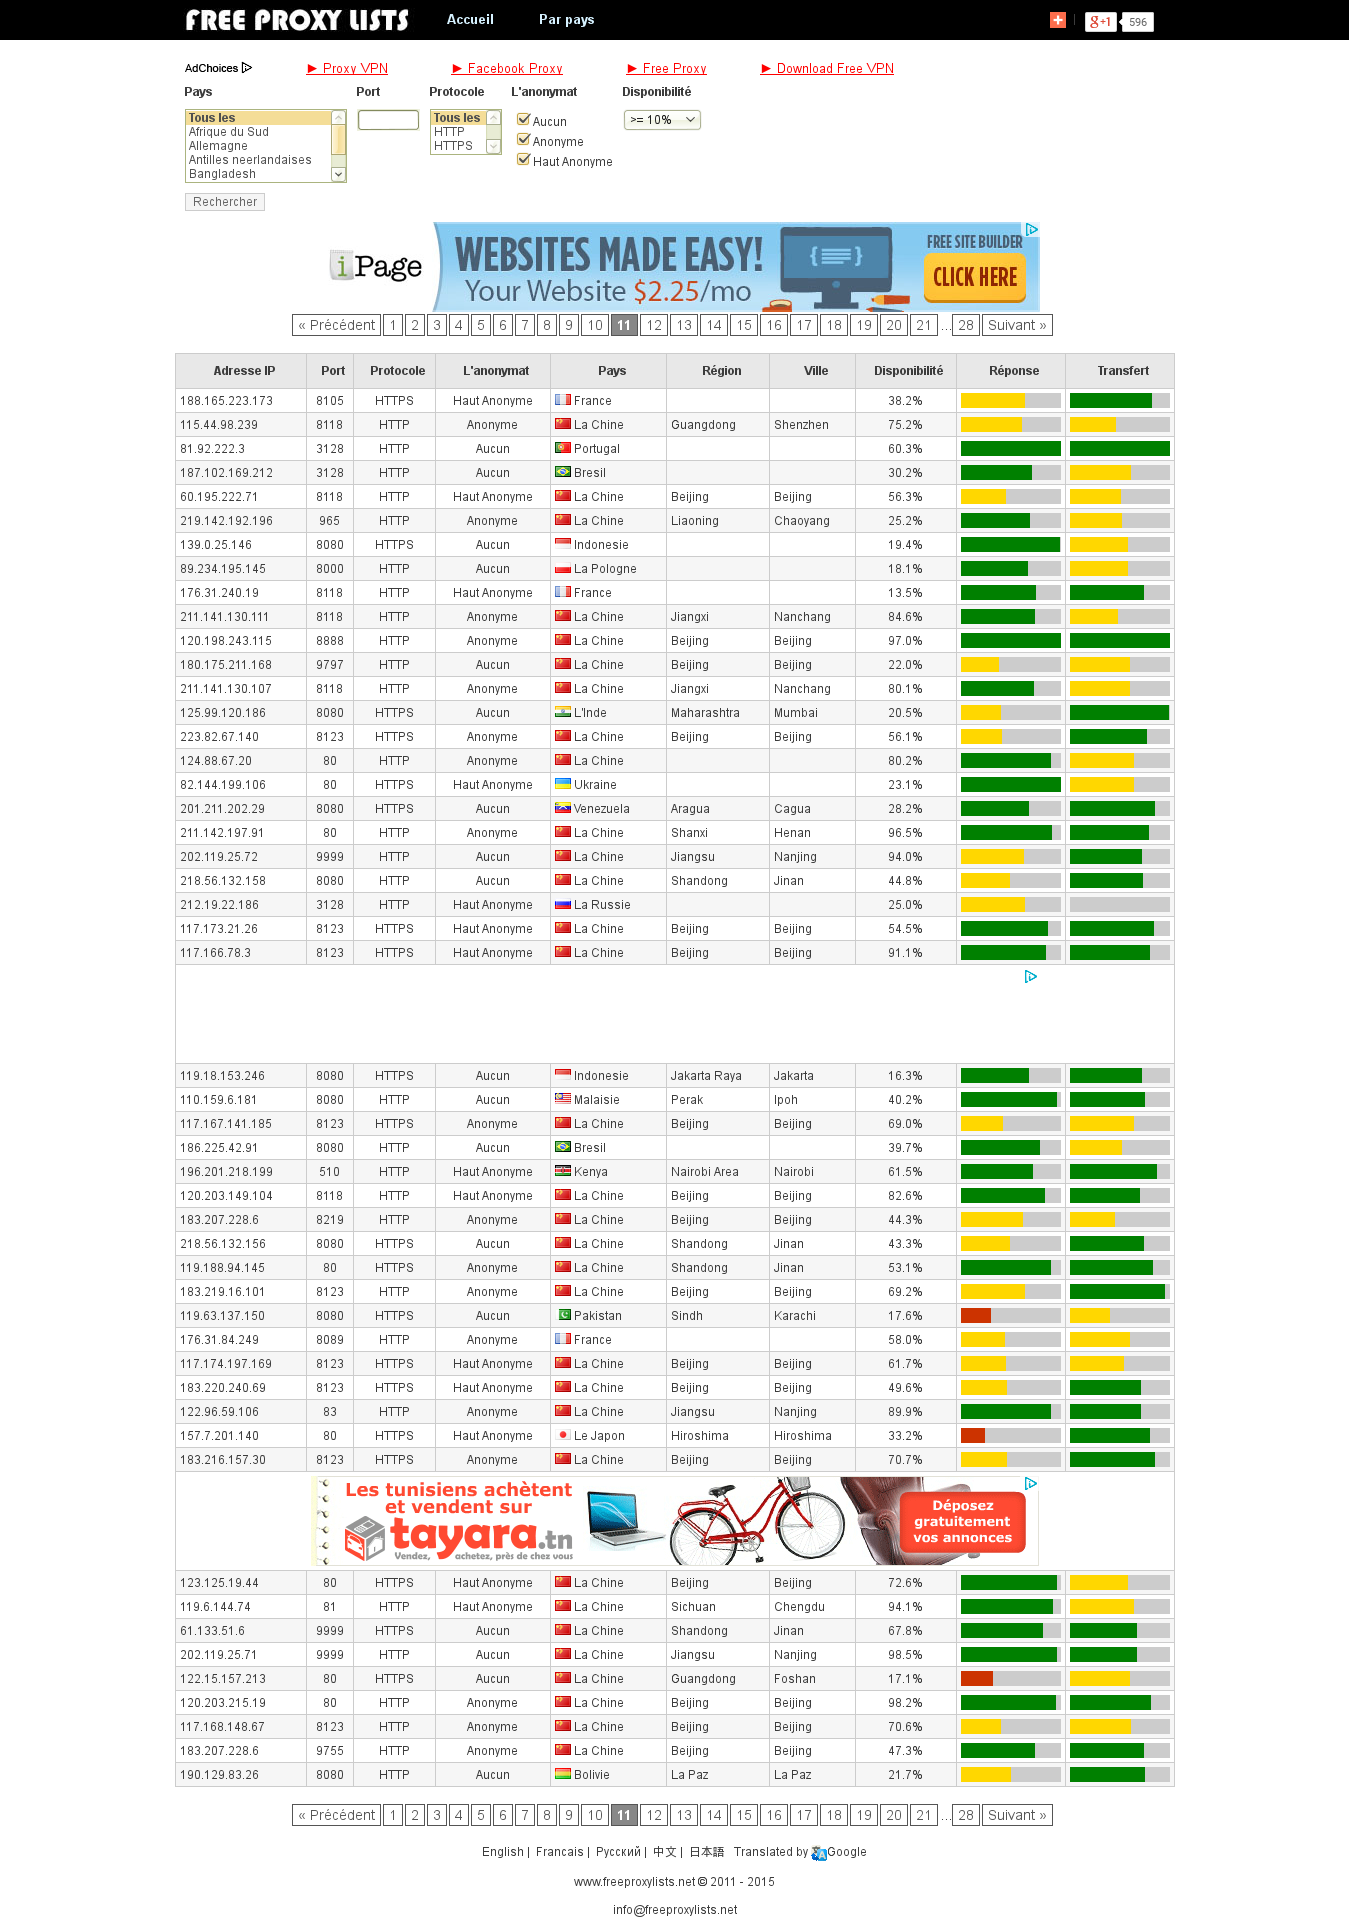 FREE PROXY LISTS Accueil Par pays g+1 596
AdChoices ► Proxy VPN ► Facebook Proxy ► Free Proxy ► Download Free VPN
Pays Port Protocole L'anonymat Disponibilité
Tous les Tous les Aucun >= 10%
Afrique du Sud HTTP Anonyme
Allemagne HTTPS Haut Anonyme
Antilles neerlandaises
Bangladesh
Rechercher
iPage WEBSITES MADE EASY! FREE SITE BUILDER
Your Website $2.25/mo CLICK HERE
« Précédent 1 2 3 4 5 6 7 8 9 10 11 12 13 14 15 16 17 18 19 20 21 ... 28 Suivant »
Adresse IP Port Protocole L'anonymat Pays Région Ville Disponibilité Réponse Transfert
188.165.223.173 8105 HTTPS Haut Anonyme France 38.2%
115.44.98.239 8118 HTTP Anonyme La Chine Guangdong Shenzhen 75.2%
81.92.222.3 3128 HTTP Aucun Portugal 60.3%
187.102.169.212 3128 HTTP Aucun Bresil 30.2%
60.195.222.71 8118 HTTP Haut Anonyme La Chine Beijing Beijing 56.3%
219.142.192.196 965 HTTP Anonyme La Chine Liaoning Chaoyang 25.2%
139.0.25.146 8080 HTTPS Aucun Indonesie 19.4%
89.234.195.145 8000 HTTP Aucun La Pologne 18.1%
176.31.240.19 8118 HTTP Haut Anonyme France 13.5%
211.141.130.111 8118 HTTP Anonyme La Chine Jiangxi Nanchang 84.6%
120.198.243.115 8888 HTTP Anonyme La Chine Beijing Beijing 97.0%
180.175.211.168 9797 HTTP Aucun La Chine Beijing Beijing 22.0%
211.141.130.107 8118 HTTP Anonyme La Chine Jiangxi Nanchang 80.1%
125.99.120.186 8080 HTTPS Aucun L'Inde Maharashtra Mumbai 20.5%
223.82.67.140 8123 HTTPS Anonyme La Chine Beijing Beijing 56.1%
124.88.67.20 80 HTTP Anonyme La Chine 80.2%
82.144.199.106 80 HTTPS Haut Anonyme Ukraine 23.1%
201.211.202.29 8080 HTTPS Aucun Venezuela Aragua Cagua 28.2%
211.142.197.91 80 HTTP Anonyme La Chine Shanxi Henan 96.5%
202.119.25.72 9999 HTTP Aucun La Chine Jiangsu Nanjing 94.0%
218.56.132.158 8080 HTTP Aucun La Chine Shandong Jinan 44.8%
212.19.22.186 3128 HTTP Haut Anonyme La Russie 25.0%
117.173.21.26 8123 HTTPS Haut Anonyme La Chine Beijing Beijing 54.5%
117.166.78.3 8123 HTTPS Haut Anonyme La Chine Beijing Beijing 91.1%
119.18.153.246 8080 HTTPS Aucun Indonesie Jakarta Raya Jakarta 16.3%
110.159.6.181 8080 HTTP Aucun Malaisie Perak Ipoh 40.2%
117.167.141.185 8123 HTTPS Anonyme La Chine Beijing Beijing 69.0%
186.225.42.91 8080 HTTP Aucun Bresil 39.7%
196.201.218.199 510 HTTP Haut Anonyme Kenya Nairobi Area Nairobi 61.5%
120.203.149.104 8118 HTTP Haut Anonyme La Chine Beijing Beijing 82.6%
183.207.228.6 8219 HTTP Anonyme La Chine Beijing Beijing 44.3%
218.56.132.156 8080 HTTPS Aucun La Chine Shandong Jinan 43.3%
119.188.94.145 80 HTTPS Anonyme La Chine Shandong Jinan 53.1%
183.219.16.101 8123 HTTP Anonyme La Chine Beijing Beijing 69.2%
119.63.137.150 8080 HTTPS Aucun Pakistan Sindh Karachi 17.6%
176.31.84.249 8089 HTTP Anonyme France 58.0%
117.174.197.169 8123 HTTPS Haut Anonyme La Chine Beijing Beijing 61.7%
183.220.240.69 8123 HTTPS Haut Anonyme La Chine Beijing Beijing 49.6%
122.96.59.106 83 HTTP Anonyme La Chine Jiangsu Nanjing 89.9%
157.7.201.140 80 HTTPS Haut Anonyme Le Japon Hiroshima Hiroshima 33.2%
183.216.157.30 8123 HTTPS Anonyme La Chine Beijing Beijing 70.7%
Les tunisiens achètent
et vendent sur
tayara.tn
Vendez, achetez, près de chez vous
Déposez
gratuitement
vos annonces
123.125.19.44 80 HTTPS Haut Anonyme La Chine Beijing Beijing 72.6%
119.6.144.74 81 HTTP Haut Anonyme La Chine Sichuan Chengdu 94.1%
61.133.51.6 9999 HTTPS Aucun La Chine Shandong Jinan 67.8%
202.119.25.71 9999 HTTP Aucun La Chine Jiangsu Nanjing 98.5%
122.15.157.213 80 HTTPS Aucun La Chine Guangdong Foshan 17.1%
120.203.215.19 80 HTTP Anonyme La Chine Beijing Beijing 98.2%
117.168.148.67 8123 HTTP Anonyme La Chine Beijing Beijing 70.6%
183.207.228.6 9755 HTTP Anonyme La Chine Beijing Beijing 47.3%
190.129.83.26 8080 HTTP Aucun Bolivie La Paz La Paz 21.7%
« Précédent 1 2 3 4 5 6 7 8 9 10 11 12 13 14 15 16 17 18 19 20 21 ... 28 Suivant »
English | Francais | Русский | 中文 | 日本語 Translated by Google
www.freeproxylists.net © 2011 - 2015
info@freeproxylists.net